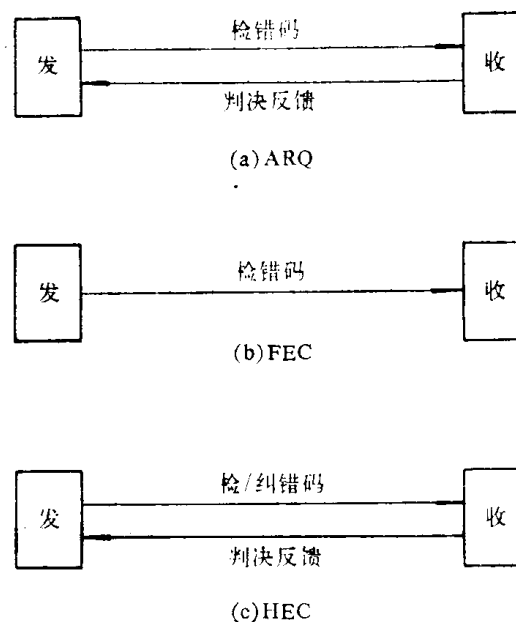 检错码
发 收
判决反馈
(a)ARQ
检错码
发 收
(b)FEC
检/纠错码
发 收
判决反馈
(c)HEC